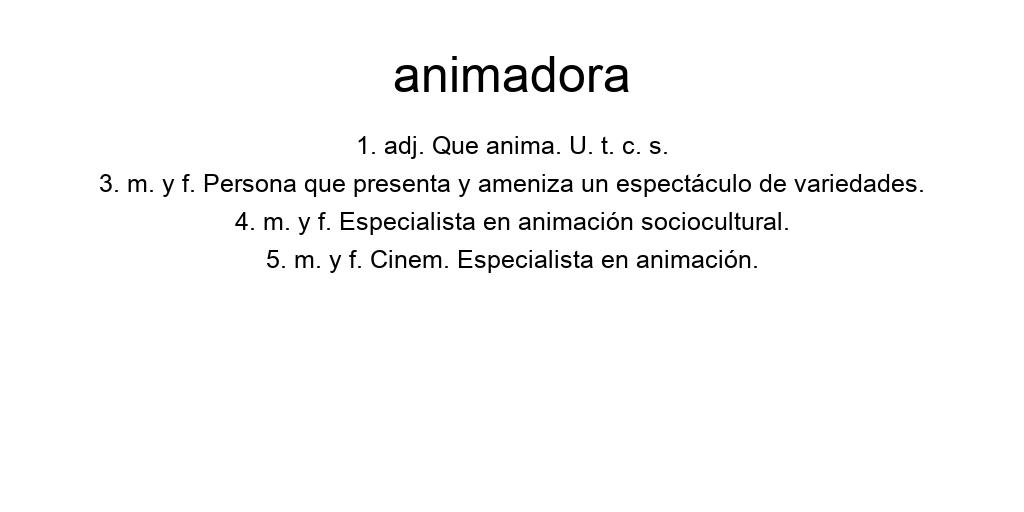 animadora
1. adj. Que anima. U. t. c. s.
3. m. y f. Persona que presenta y ameniza un espectáculo de variedades.
4. m. y f. Especialista en animación sociocultural.
5. m. y f. Cinem. Especialista en animación.